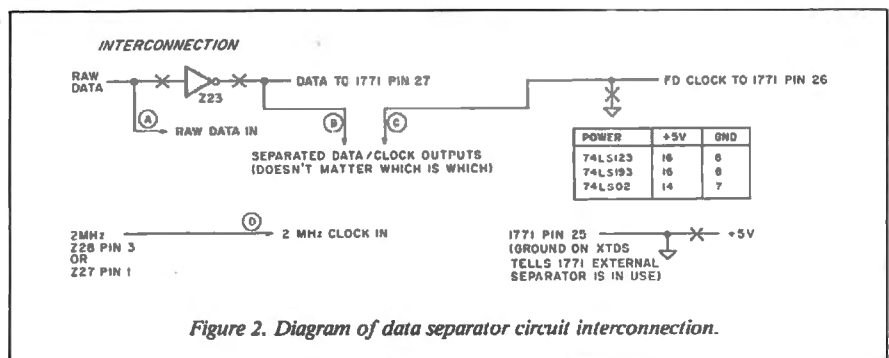 INTERCONNECTION
RAW
DATA
Z23
DATA TO 1771 PIN 27
FD CLOCK TO 1771 PIN 26
A
RAW DATA IN
B
C
SEPARATED DATA/CLOCK OUTPUTS
(DOESN'T MATTER WHICH IS WHICH)
POWER +5V GND
74LS123 16 8
74LS193 16 8
74LS02 14 7
2MHz
Z28 PIN 3
OR
Z27 PIN 1
D
2 MHz CLOCK IN
1771 PIN 25
(GROUND ON XTDS
TELLS 1771 EXTERNAL
SEPARATOR IS IN USE)
+5V
Figure 2. Diagram of data separator circuit interconnection.